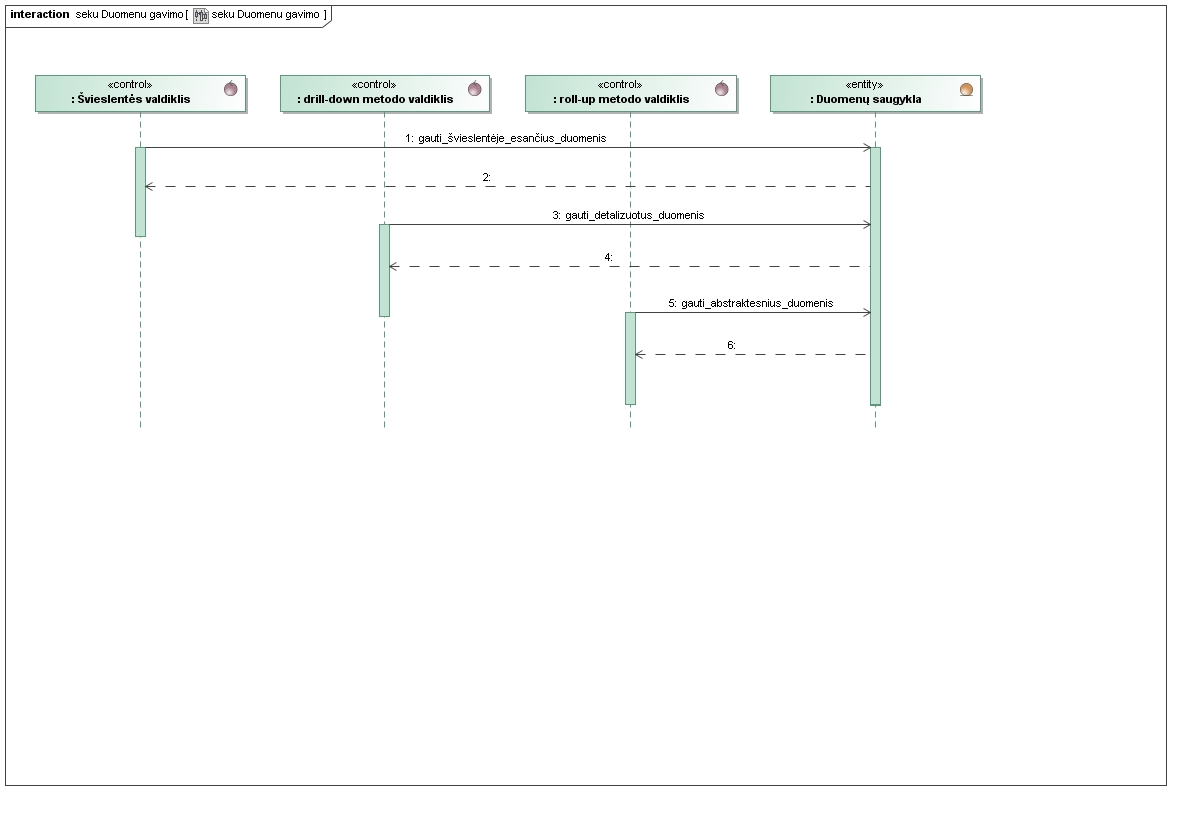 interaction seku Duomenu gavimo [ seku Duomenu gavimo ]
«control»
: Švieslentės valdiklis
«control»
: drill-down metodo valdiklis
«control»
: roll-up metodo valdiklis
«entity»
: Duomenų saugykla
1: gauti_švieslentėje_esančius_duomenis
2:
3: gauti_detalizuotus_duomenis
4:
5: gauti_abstraktesnius_duomenis
6: